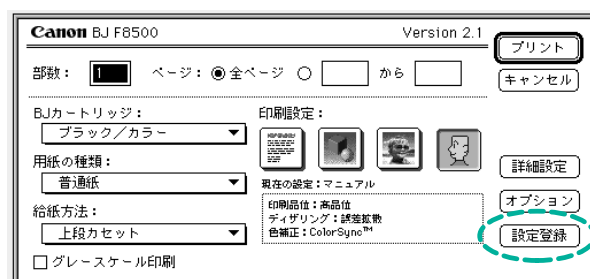 Canon BJ F8500 Version 2.1
プリント
部数： 1 ページ： 全ページ から
キャンセル
BJカートリッジ：
ブラック／カラー
用紙の種類：
普通紙
給紙方法：
上段カセット
グレースケール印刷
印刷設定：
現在の設定：マニュアル
印刷品位：高品位
ディザリング：誤差拡散
色補正：ColorSync™
詳細設定
オプション
設定登録